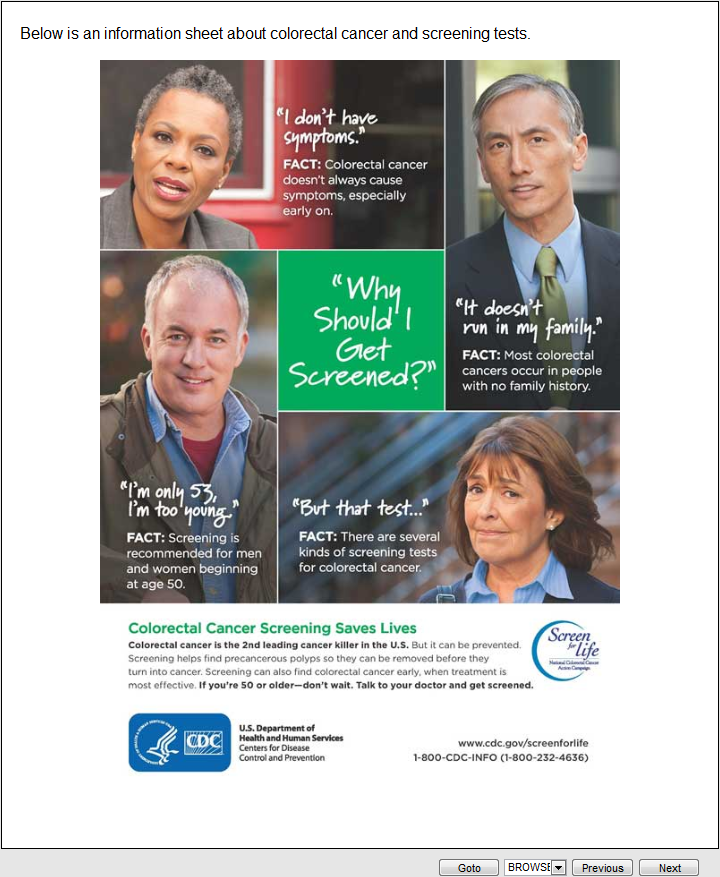 Below is an information sheet about colorectal cancer and screening tests.
"I don't have
symptoms."
FACT: Colorectal cancer
doesn't always cause
symptoms, especially
early on.
"It doesn't
run in my family."
FACT: Most colorectal
cancers occur in people
with no family history.
"Why
Should I
Get
Screened?"
"I'm only 53,
I'm too young."
FACT: Screening is
recommended for men
and women beginning
at age 50.
"But that test..."
FACT: There are several
kinds of screening tests
for colorectal cancer.
Colorectal Cancer Screening Saves Lives
Colorectal cancer is the 2nd leading cancer killer in the U.S. But it can be prevented.
Screening helps find precancerous polyps so they can be removed before they
turn into cancer. Screening can also find colorectal cancer early, when treatment is
most effective. If you're 50 or older—don't wait. Talk to your doctor and get screened.
Screen
for
Life
National Colorectal Cancer
Action Campaign
CDC
U.S. Department of
Health and Human Services
Centers for Disease
Control and Prevention
www.cdc.gov/screenforlife
1-800-CDC-INFO (1-800-232-4636)
Goto
BROWSE
Previous
Next